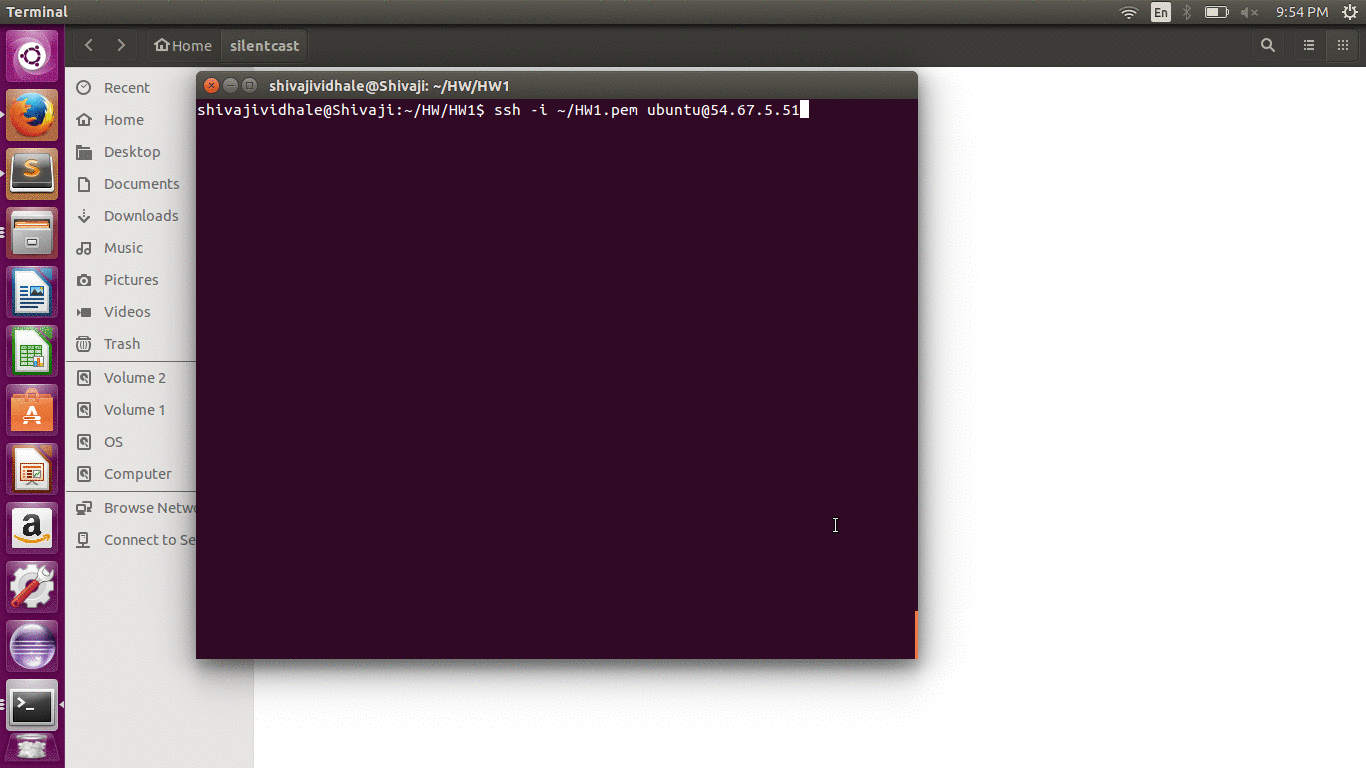 Terminal
En
9:54 PM
Home
silentcast
Recent
Home
Desktop
Documents
Downloads
Music
Pictures
Videos
Trash
Volume 2
Volume 1
OS
Computer
Browse Netw
Connect to Se
shivajividhale@Shivaji: ~/HW/HW1
shivajividhale@Shivaji:~/HW/HW1$ ssh -i ~/HW1.pem ubuntu@54.67.5.51